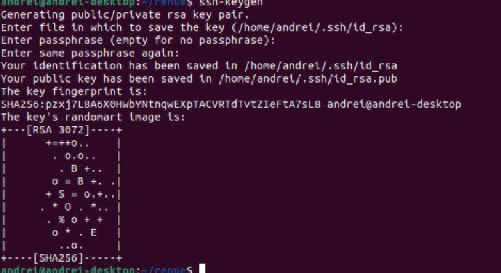 andrei@andrei-desktop:~/renue$ ssh-keygen
Generating public/private rsa key pair.
Enter file in which to save the key (/home/andrei/.ssh/id_rsa):
Enter passphrase (empty for no passphrase):
Enter same passphrase again:
Your identification has been saved in /home/andrei/.ssh/id_rsa
Your public key has been saved in /home/andrei/.ssh/id_rsa.pub
The key fingerprint is:
SHA256:pzxj7L8A6X0HwbYNtnqwEXpTACVRTdTvtZIeFtA7sL8 andrei@andrei-desktop
The key's randomart image is:
+---[RSA 3072]----+
|      +=++o..    |
|       . o.o..   |
|        . B +..  |
|       o = B +. .|
|      + S = o.+..|
|     . * O . *.. |
|      . % o + +  |
|       o * . E   |
|        ..o.     |
+----[SHA256]-----+
andrei@andrei-desktop:~/renue$